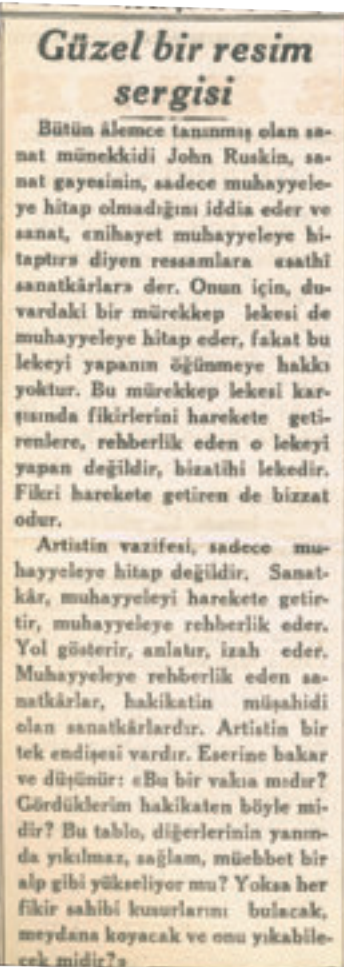 Güzel bir resim
sergisi
Bütün âlemce tanınmış olan sa-
nat münekkidi John Ruskin, sa-
nat gayesinin, sadece muhayyele-
ye hitap olmadığını iddia eder ve
sanat, «nihayet muhayyeleye hi-
taptır» diyen ressamlara «sathî
sanatkârlar» der. Onun için, du-
vardaki bir mürekkep lekesi de
muhayyeleye hitap eder, fakat bu
lekeyi yapanın öğünmeye hakkı
yoktur. Bu mürekkep lekesi kar-
şısında fikirlerini harekete geti-
renlere, rehberlik eden o lekeyi
yapan değildir, bizatihi lekedir.
Fikri harekete getiren de bizzat
odur.
Artistin vazifesi, sadece mu-
hayyeleye hitap değildir. Sanat-
kâr, muhayyeleyi harekete getir-
tir, muhayyeleye rehberlik eder.
Yol gösterir, anlatır, izah eder.
Muhayyeleye rehberlik eden sa-
natkârlar, hakikatin müşahidi
olan sanatkârlardır. Artistin bir
tek endişesi vardır. Eserine bakar
ve düşünür: «Bu bir vakıa mıdır?
Gördüklerim hakikaten böyle mi-
dir? Bu tablo, diğerlerinin yanın-
da yıkılmaz, sağlam, müebbet bir
alp gibi yükseliyor mu? Yoksa her
fikir sahibi kusurlarını bulacak,
meydana koyacak ve onu yıkabile-
cek midir?»